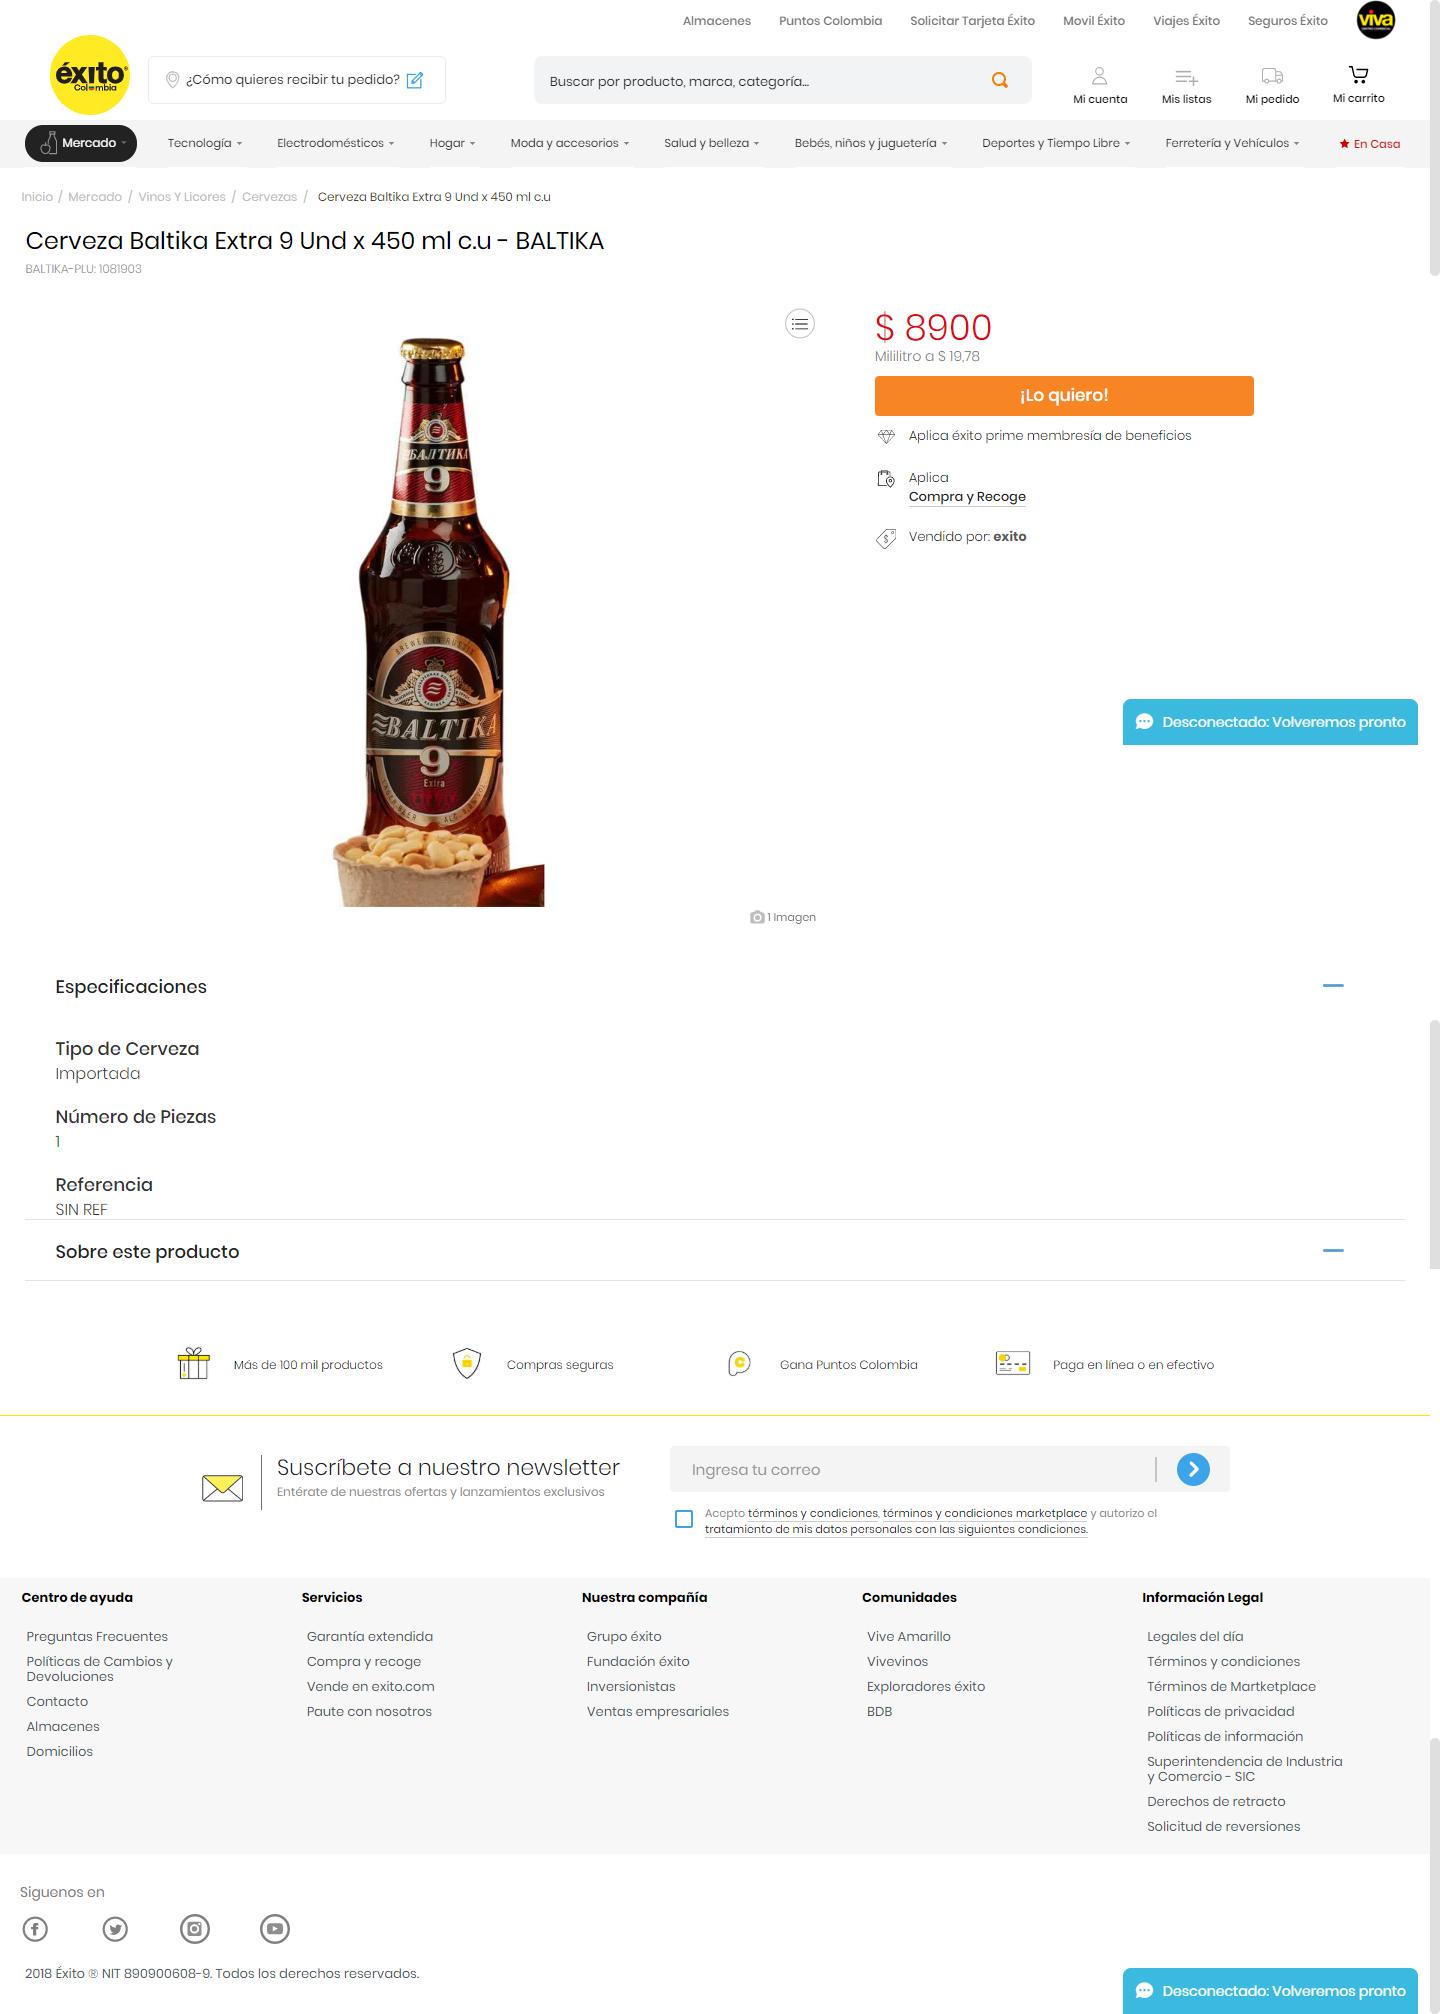 Almacenes
Puntos Colombia
Solicitar Tarjeta Éxito
Movil Éxito
Viajes Éxito
Seguros Éxito
viva
éxito
Colombia
¿Cómo quieres recibir tu pedido?
Buscar por producto, marca, categoría...
Mi cuenta
Mis listas
Mi pedido
Mi carrito
Mercado
Tecnología
Electrodomésticos
Hogar
Moda y accesorios
Salud y belleza
Bebés, niños y juguetería
Deportes y Tiempo Libre
Ferretería y Vehículos
En Casa
Inicio / Mercado / Vinos Y Licores / Cervezas / Cerveza Baltika Extra 9 Und x 450 ml c.u
Cerveza Baltika Extra 9 Und x 450 ml c.u - BALTIKA
BALTIKA-PLU: 1081903
БАЛТИКА
9
BREWED IN RUSSIA
BALTIKA
9
Extra
LAGER BEER
$ 8900
Mililitro a $ 19,78
¡Lo quiero!
Aplica éxito prime membresía de beneficios
Aplica
Compra y Recoge
Vendido por: exito
Desconectado: Volveremos pronto
1 Imagen
Especificaciones
Tipo de Cerveza
Importada
Número de Piezas
1
Referencia
SIN REF
Sobre este producto
Más de 100 mil productos
Compras seguras
Gana Puntos Colombia
Paga en línea o en efectivo
Suscríbete a nuestro newsletter
Entérate de nuestras ofertas y lanzamientos exclusivos
Ingresa tu correo
Acepto términos y condiciones, términos y condiciones marketplace y autorizo el
tratamiento de mis datos personales con las siguientes condiciones.
Centro de ayuda
Preguntas Frecuentes
Políticas de Cambios y
Devoluciones
Contacto
Almacenes
Domicilios
Servicios
Garantía extendida
Compra y recoge
Vende en exito.com
Paute con nosotros
Nuestra compañía
Grupo éxito
Fundación éxito
Inversionistas
Ventas empresariales
Comunidades
Vive Amarillo
Vivevinos
Exploradores éxito
BDB
Información Legal
Legales del día
Términos y condiciones
Términos de Martketplace
Políticas de privacidad
Políticas de información
Superintendencia de Industria
y Comercio - SIC
Derechos de retracto
Solicitud de reversiones
Siguenos en
2018 Éxito ® NIT 890900608-9. Todos los derechos reservados.
Desconectado: Volveremos pronto